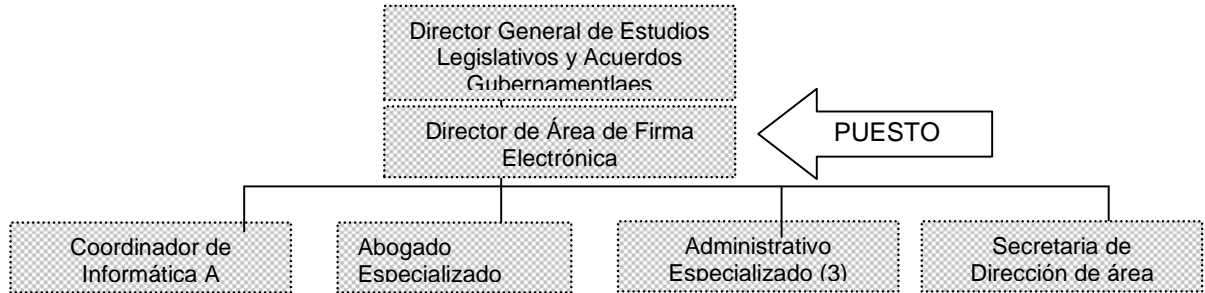 Director General de Estudios
Legislativos y Acuerdos
Gubernamentlaes
Director de Área de Firma
Electrónica
PUESTO
Coordinador de
Informática A
Abogado
Especializado
Administrativo
Especializado (3)
Secretaria de
Dirección de área